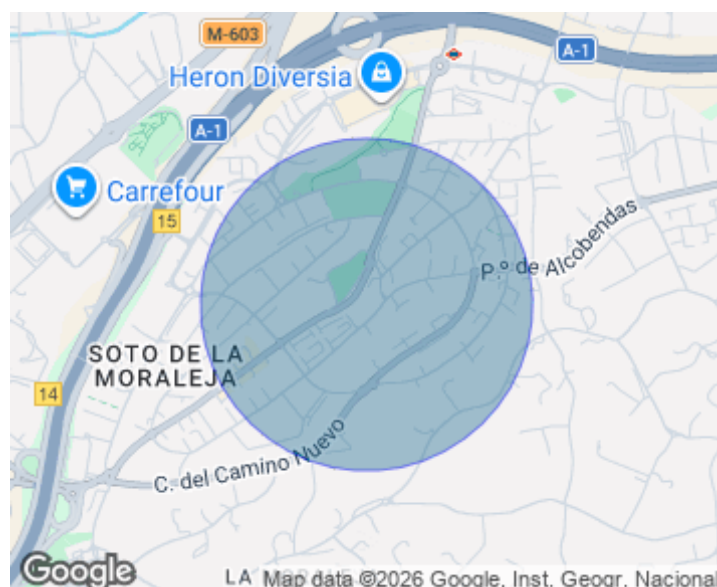 M-603
A-1
Heron Diversia
A-1
Carrefour
15
P.º de Alcobendas
SOTO DE LA
MORALEJA
14
C. del Camino Nuevo
Google
Map data ©2026 Google, Inst. Geogr. Nacional